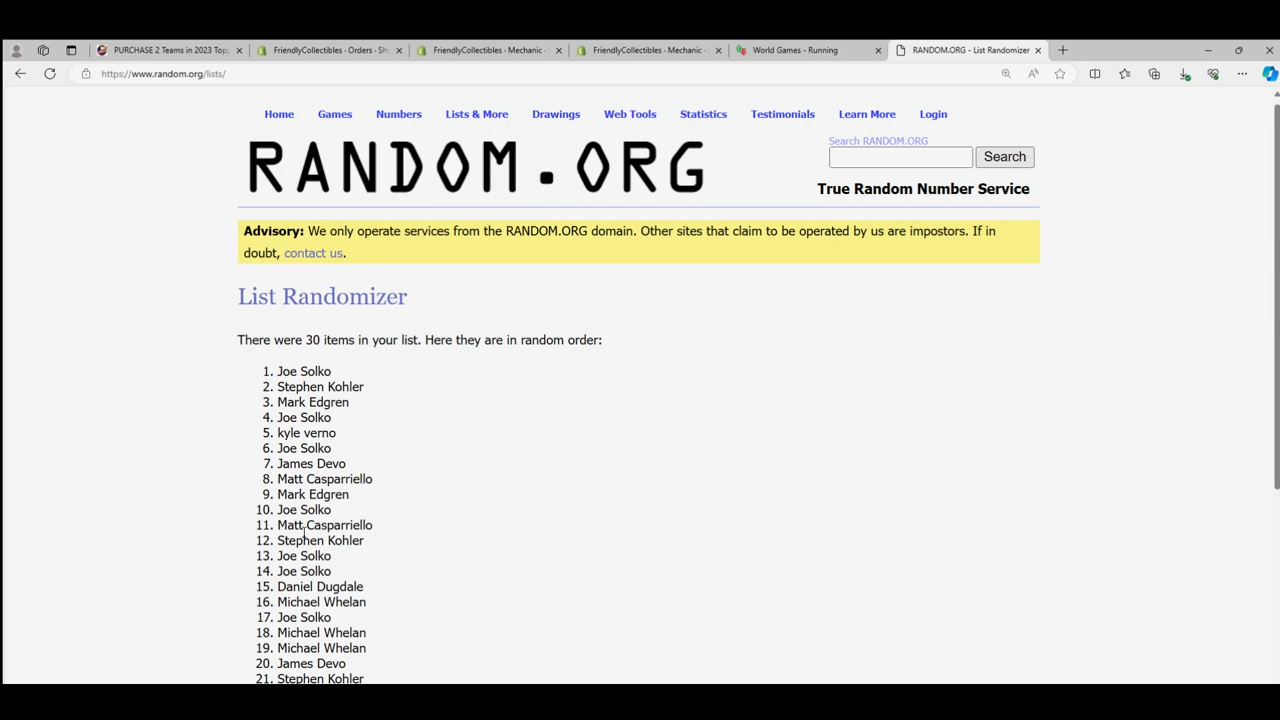 PURCHASE 2 Teams in 2023 Top
FriendlyCollectibles - Orders - Sh
FriendlyCollectibles - Mechanic -
FriendlyCollectibles - Mechanic -
World Games - Running
RANDOM.ORG - List Randomizer
https://www.random.org/lists/
Home Games Numbers Lists & More Drawings Web Tools Statistics Testimonials Learn More Login
RANDOM.ORG
Search RANDOM.ORG
Search
True Random Number Service
Advisory: We only operate services from the RANDOM.ORG domain. Other sites that claim to be operated by us are impostors. If in
doubt, contact us.
List Randomizer
There were 30 items in your list. Here they are in random order:
1. Joe Solko
2. Stephen Kohler
3. Mark Edgren
4. Joe Solko
5. kyle verno
6. Joe Solko
7. James Devo
8. Matt Casparriello
9. Mark Edgren
10. Joe Solko
11. Matt Casparriello
12. Stephen Kohler
13. Joe Solko
14. Joe Solko
15. Daniel Dugdale
16. Michael Whelan
17. Joe Solko
18. Michael Whelan
19. Michael Whelan
20. James Devo
21. Stephen Kohler